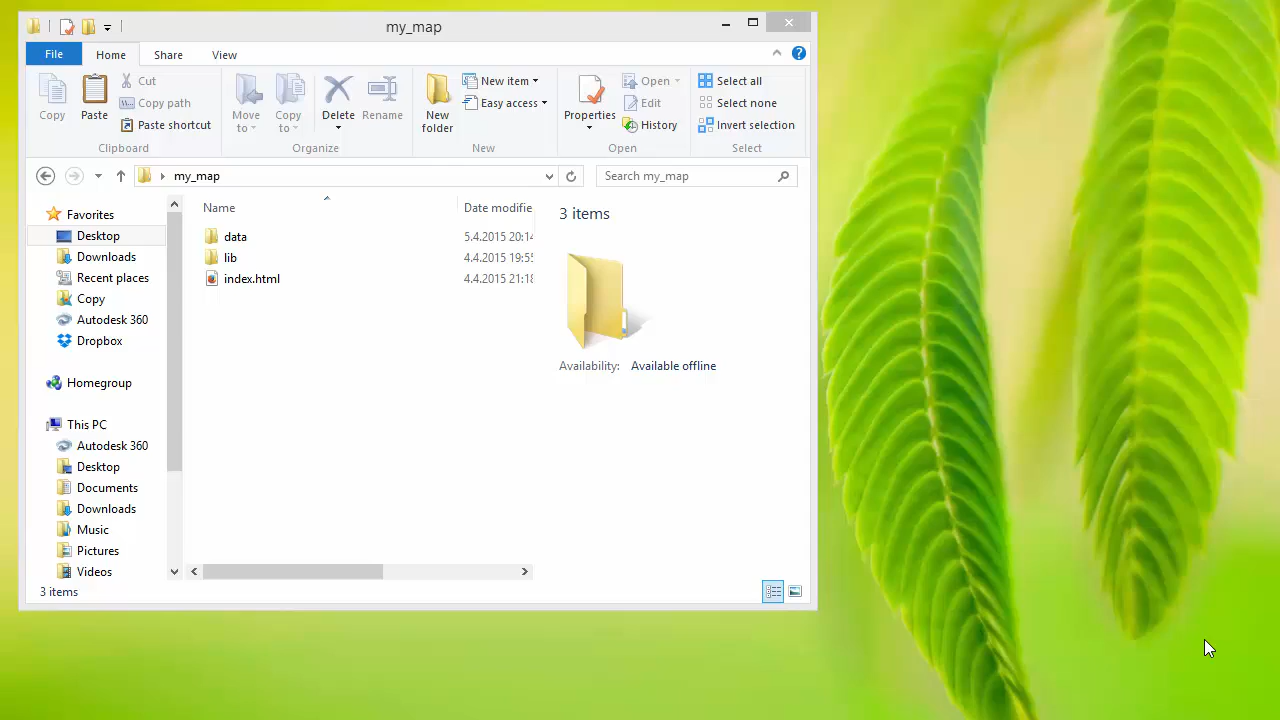 my_map
File Home Share View
Copy
Paste
Cut
Copy path
Paste shortcut
Clipboard
Move to
Copy to
Delete
Rename
Organize
New folder
New item
Easy access
New
Properties
Open
Edit
History
Open
Select all
Select none
Invert selection
Select
my_map
Search my_map
Favorites
Desktop
Downloads
Recent places
Copy
Autodesk 360
Dropbox
Homegroup
This PC
Autodesk 360
Desktop
Documents
Downloads
Music
Pictures
Videos
Name Date modifie
data 5.4.2015 20:14
lib 4.4.2015 19:55
index.html 4.4.2015 21:18
3 items
Availability: Available offline
3 items